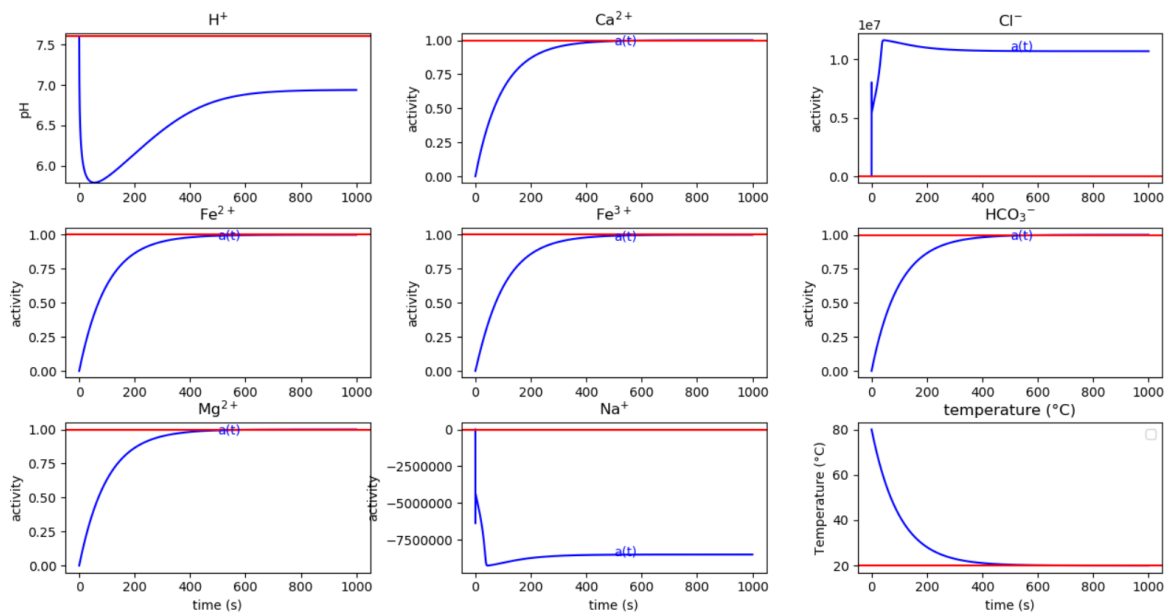 H⁺
pH
7.5
7.0
6.5
6.0
0 200 400 600 800 1000
Ca²⁺
activity
1.00
0.75
0.50
0.25
0.00
a(t)
0 200 400 600 800 1000
Cl⁻
1e7
activity
1.0
0.5
0.0
a(t)
0 200 400 600 800 1000
Fe²⁺
activity
1.00
0.75
0.50
0.25
0.00
a(t)
0 200 400 600 800 1000
Fe³⁺
activity
1.00
0.75
0.50
0.25
0.00
a(t)
0 200 400 600 800 1000
HCO₃⁻
activity
1.00
0.75
0.50
0.25
0.00
a(t)
0 200 400 600 800 1000
Mg²⁺
activity
1.00
0.75
0.50
0.25
0.00
a(t)
0 200 400 600 800 1000
time (s)
Na⁺
activity
0
−2500000
−5000000
−7500000
a(t)
0 200 400 600 800 1000
time (s)
temperature (°C)
Temperature (°C)
80
60
40
20
0 200 400 600 800 1000
time (s)